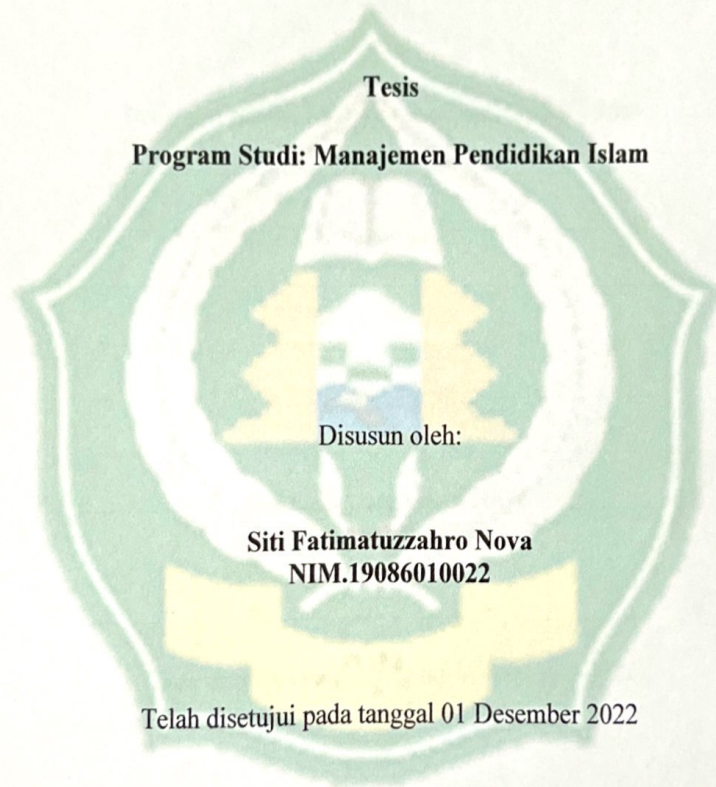 Tesis
Program Studi: Manajemen Pendidikan Islam
Disusun oleh:
Siti Fatimatuzzahro Nova
NIM.19086010022
Telah disetujui pada tanggal 01 Desember 2022